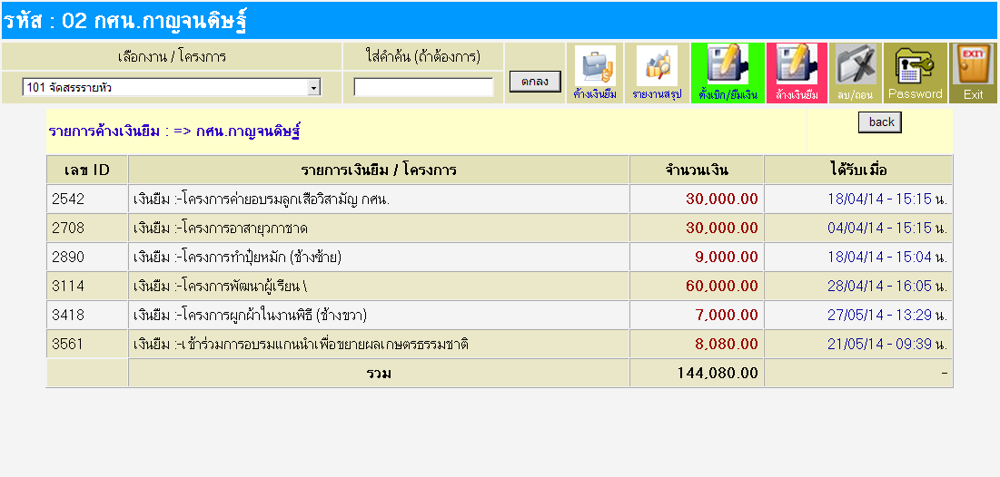 รหัส : 02 กศน.กาญจนดิษฐ์
เลือกงาน / โครงการ
ใส่คำค้น (ถ้าต้องการ)
101 จัดสรรรายหัว
ตกลง
ค้างเงินยืม
รายงานสรุป
ตั้งเบิก/ยืมเงิน
ล้างเงินยืม
ลบ/ถอน
Password
EXIT
Exit
รายการค้างเงินยืม : => กศน.กาญจนดิษฐ์
back
เลข ID รายการเงินยืม / โครงการ จำนวนเงิน ได้รับเมื่อ
2542 เงินยืม :-โครงการค่ายอบรมลูกเสือวิสามัญ กศน. 30,000.00 18/04/14 - 15:15 น.
2708 เงินยืม :-โครงการอาสายุวกาชาด 30,000.00 04/04/14 - 15:15 น.
2890 เงินยืม :-โครงการทำปุ๋ยหมัก (ช้างซ้าย) 9,000.00 18/04/14 - 15:04 น.
3114 เงินยืม :-โครงการพัฒนาผู้เรียน \ 60,000.00 28/04/14 - 16:05 น.
3418 เงินยืม :-โครงการผูกผ้าในงานพิธี (ช้างขวา) 7,000.00 27/05/14 - 13:29 น.
3561 เงินยืม :-เข้าร่วมการอบรมแกนนำเพื่อขยายผลเกษตรธรรมชาติ 8,080.00 21/05/14 - 09:39 น.
รวม 144,080.00 -